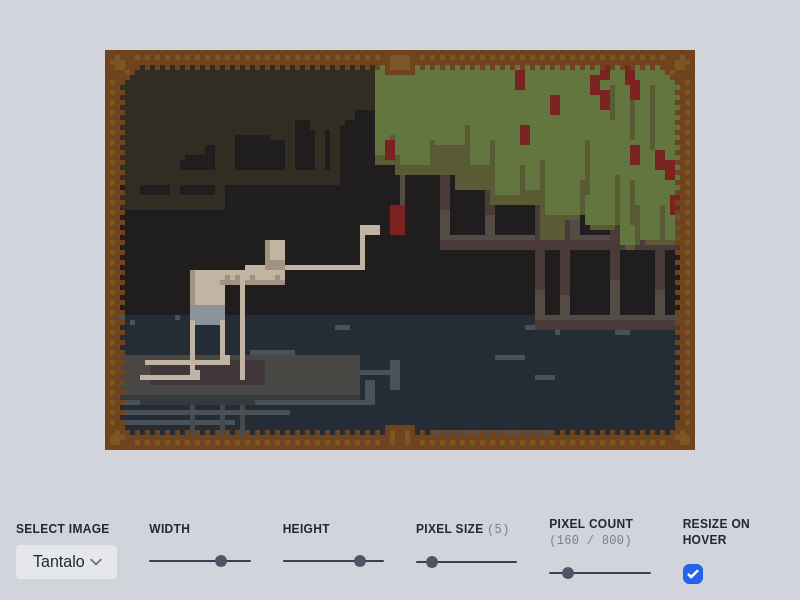 SELECT IMAGE
Tantalo
WIDTH
HEIGHT
PIXEL SIZE (5)
PIXEL COUNT
(160 / 800)
RESIZE ON
HOVER